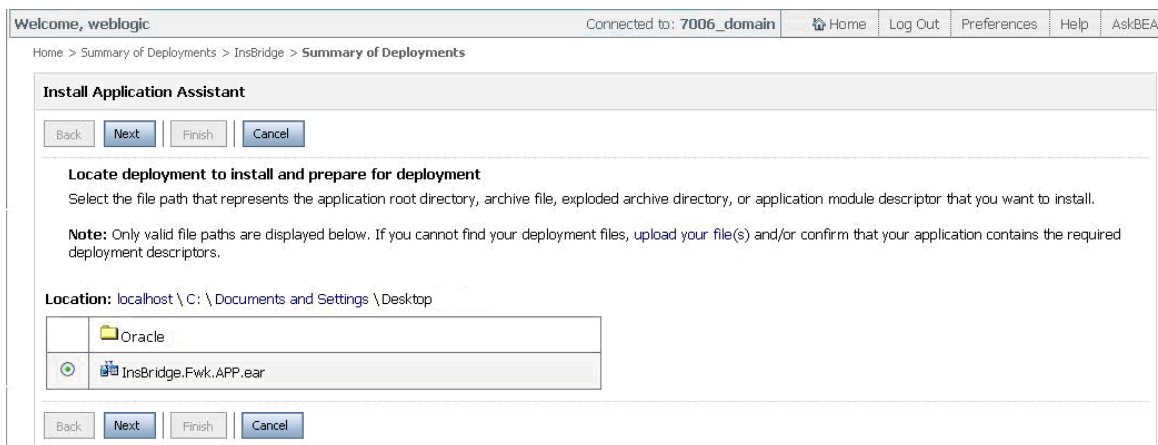 Welcome, weblogic Connected to: 7006_domain Home Log Out Preferences Help AskBEA
Home > Summary of Deployments > InsBridge > Summary of Deployments
Install Application Assistant
Back Next Finish Cancel
Locate deployment to install and prepare for deployment
Select the file path that represents the application root directory, archive file, exploded archive directory, or application module descriptor that you want to install.
Note: Only valid file paths are displayed below. If you cannot find your deployment files, upload your file(s) and/or confirm that your application contains the required
deployment descriptors.
Location: localhost \ C: \ Documents and Settings \ Desktop
Oracle
InsBridge.Fwk.APP.ear
Back Next Finish Cancel